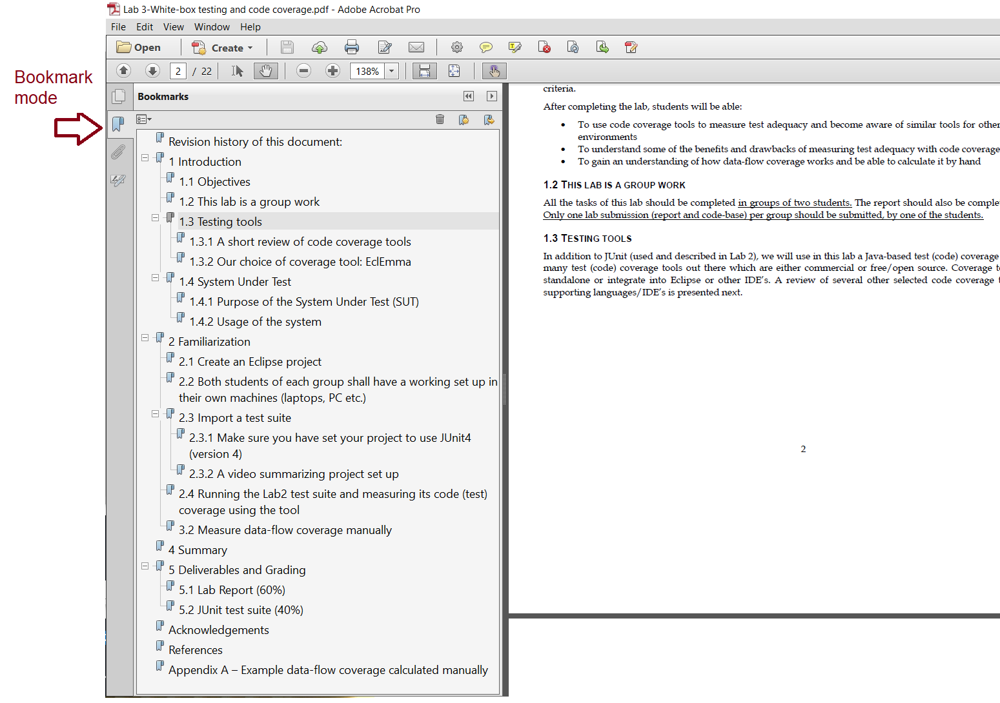 Lab 3-White-box testing and code coverage.pdf - Adobe Acrobat Pro
File Edit View Window Help
Open Create
2 / 22 138%
Bookmark
mode
Bookmarks
Revision history of this document:
1 Introduction
1.1 Objectives
1.2 This lab is a group work
1.3 Testing tools
1.3.1 A short review of code coverage tools
1.3.2 Our choice of coverage tool: EclEmma
1.4 System Under Test
1.4.1 Purpose of the System Under Test (SUT)
1.4.2 Usage of the system
2 Familiarization
2.1 Create an Eclipse project
2.2 Both students of each group shall have a working set up in
their own machines (laptops, PC etc.)
2.3 Import a test suite
2.3.1 Make sure you have set your project to use JUnit4
(version 4)
2.3.2 A video summarizing project set up
2.4 Running the Lab2 test suite and measuring its code (test)
coverage using the tool
3.2 Measure data-flow coverage manually
4 Summary
5 Deliverables and Grading
5.1 Lab Report (60%)
5.2 JUnit test suite (40%)
Acknowledgements
References
Appendix A – Example data-flow coverage calculated manually
criteria.
After completing the lab, students will be able:
• To use code coverage tools to measure test adequacy and become aware of similar tools for other
environments
• To understand some of the benefits and drawbacks of measuring test adequacy with code coverage
• To gain an understanding of how data-flow coverage works and be able to calculate it by hand
1.2 THIS LAB IS A GROUP WORK
All the tasks of this lab should be completed in groups of two students. The report should also be comple
Only one lab submission (report and code-base) per group should be submitted, by one of the students.
1.3 TESTING TOOLS
In addition to JUnit (used and described in Lab 2), we will use in this lab a Java-based test (code) coverage
many test (code) coverage tools out there which are either commercial or free/open source. Coverage t
standalone or integrate into Eclipse or other IDE's. A review of several other selected code coverage t
supporting languages/IDE's is presented next.
2